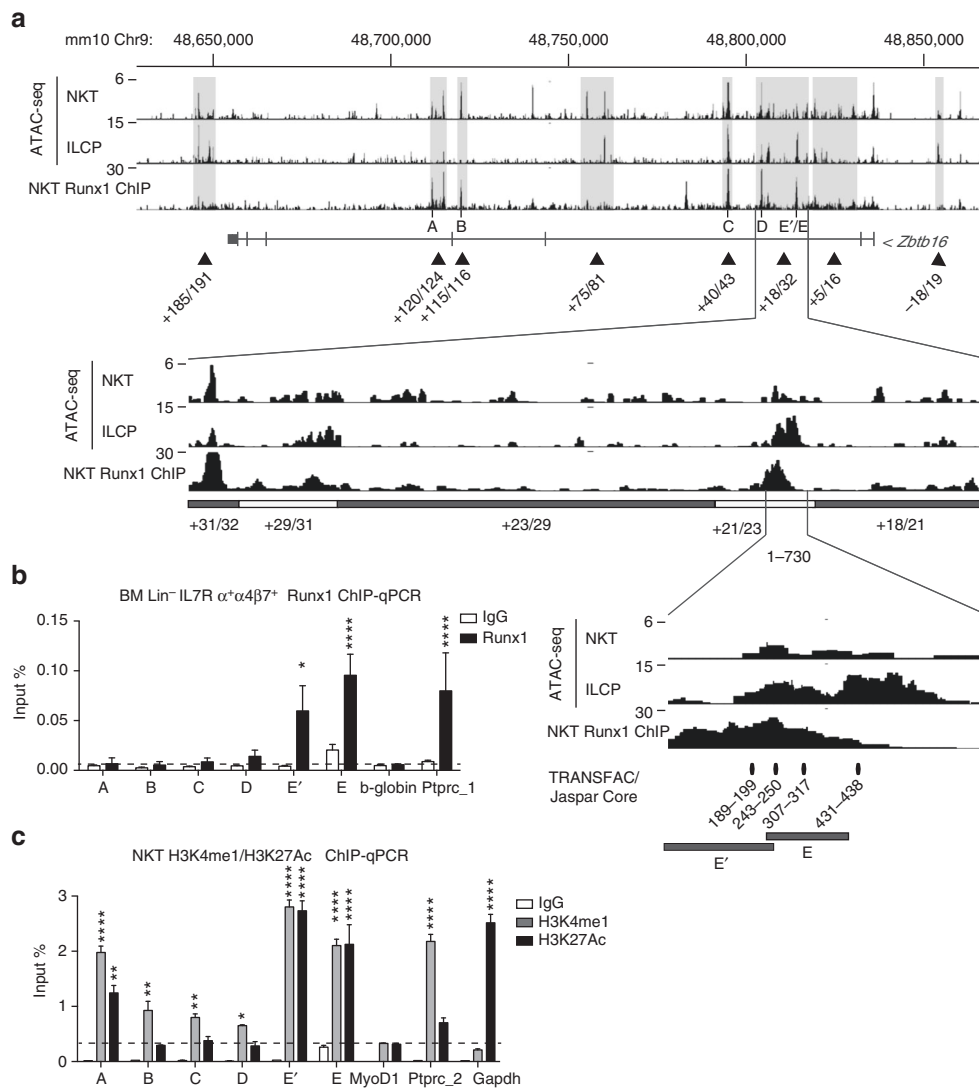 a
mm10 Chr9: 48,650,000 48,700,000 48,750,000 48,800,000 48,850,000
ATAC-seq
6
NKT
15
ILCP
30
NKT Runx1 ChIP
A B C D E′/E
< Zbtb16
+185/191 +120/124 +115/116 +75/81 +40/43 +18/32 +5/16 –18/19
ATAC-seq
6
NKT
15
ILCP
30
NKT Runx1 ChIP
+31/32 +29/31 +23/29 +21/23 +18/21
1–730
ATAC-seq
6
NKT
15
ILCP
30
NKT Runx1 ChIP
TRANSFAC/
Jaspar Core
189–199 243–250 307–317 431–438
E′ E
b
BM Lin– IL7R α+α4β7+ Runx1 ChIP-qPCR
IgG
Runx1
Input %
0.15
0.10
0.05
0.00
* **** ****
A B C D E′ E b-globin Ptprc_1
c
NKT H3K4me1/H3K27Ac ChIP-qPCR
IgG
H3K4me1
H3K27Ac
Input %
3
2
1
0
**** ** ** ** * **** **** **** **** **** ****
A B C D E′ E MyoD1 Ptprc_2 Gapdh